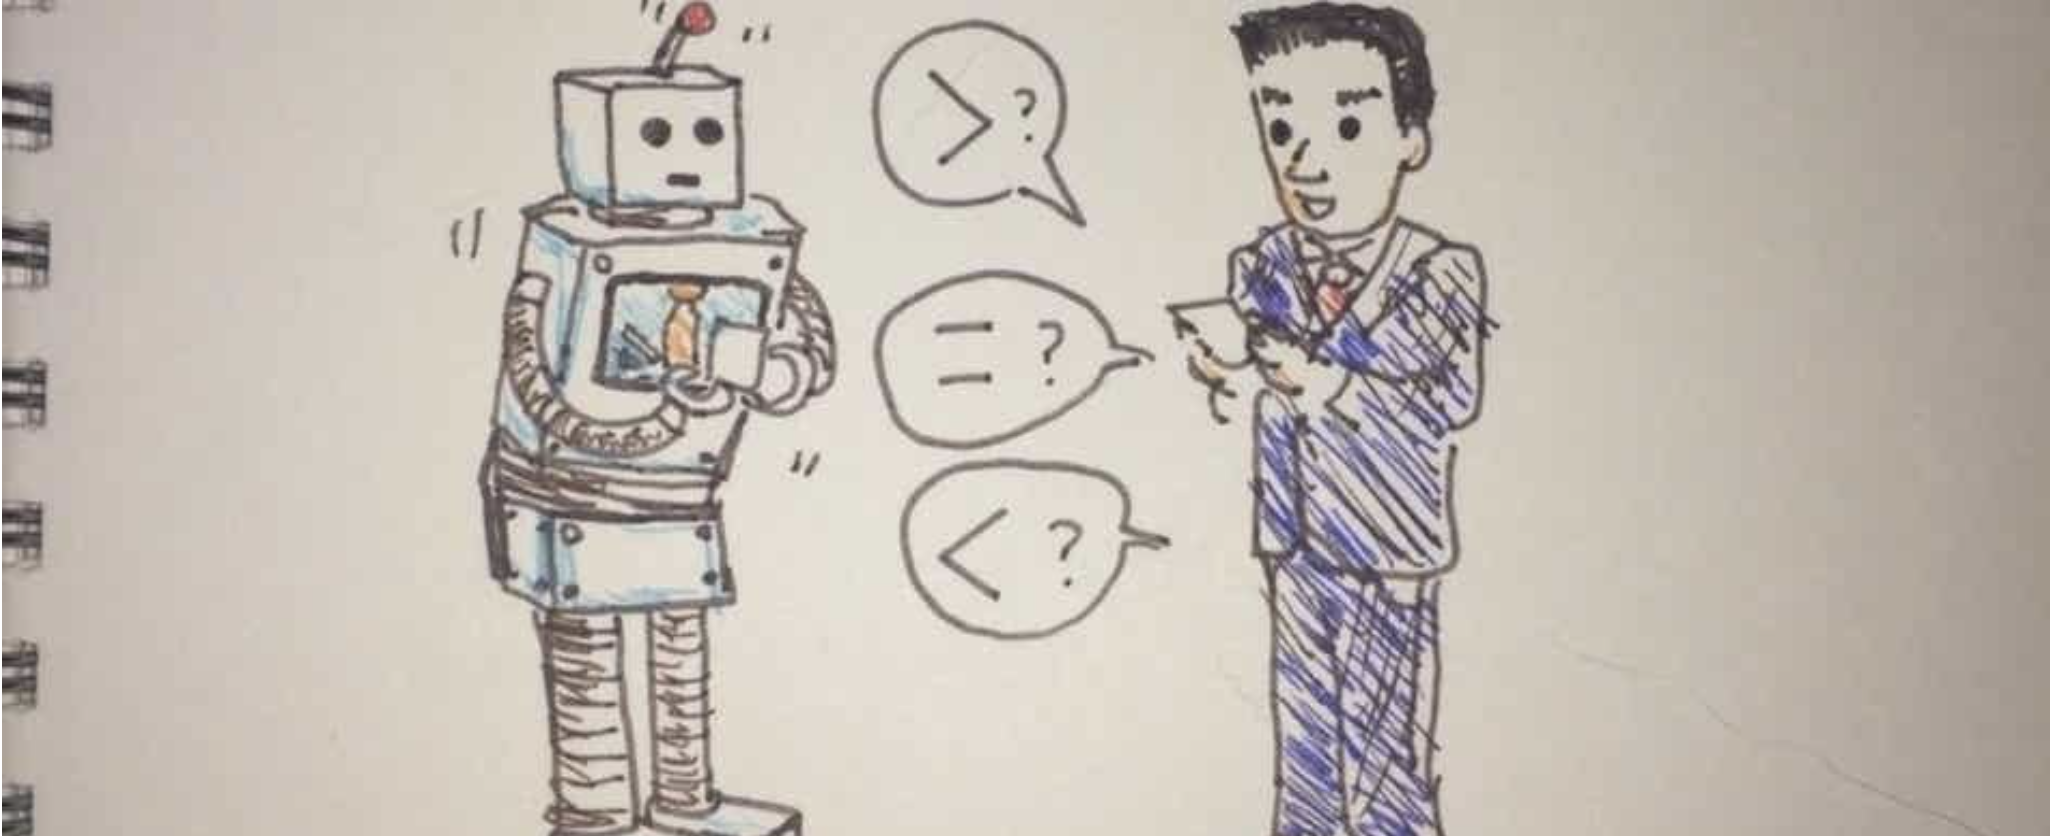 > ?
= ?
< ?